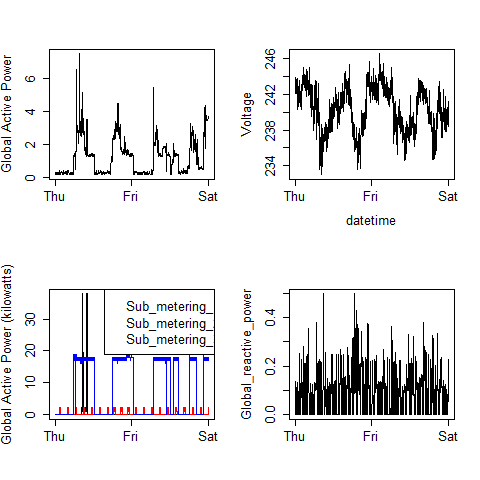 Global Active Power
0 2 4 6
Thu Fri Sat
Voltage
234 238 242 246
Thu Fri Sat
datetime
Global Active Power (kilowatts)
0 10 20 30
Thu Fri Sat
Sub_metering_
Sub_metering_
Sub_metering_
Global_reactive_power
0.0 0.2 0.4
Thu Fri Sat